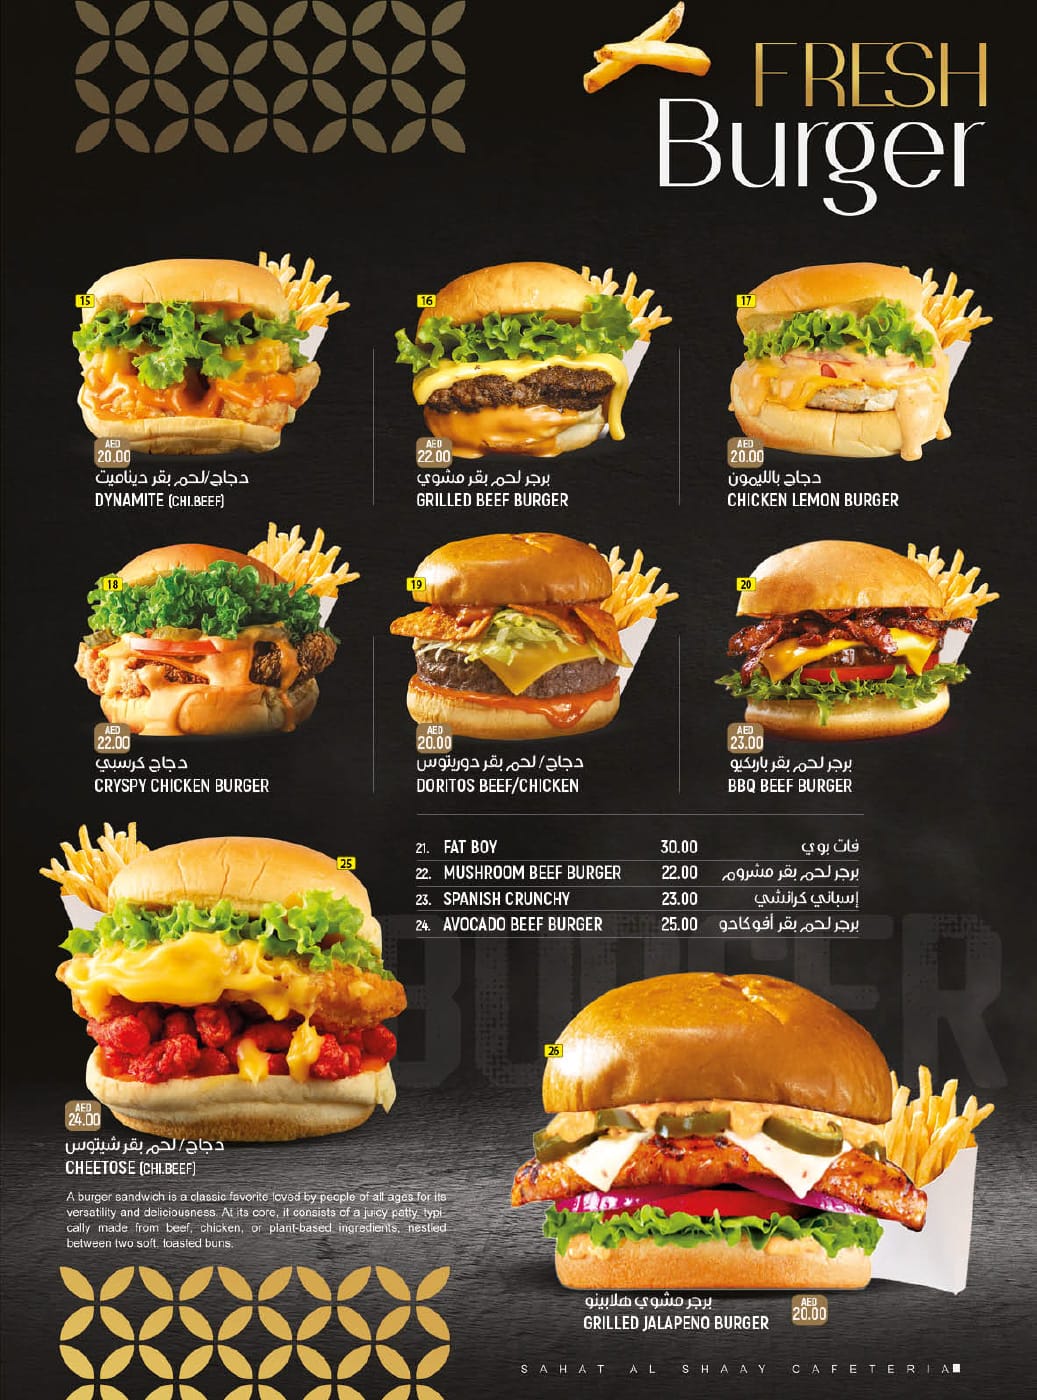 FRESH
Burger
15
AED
20.00
دجاج/لحم بقر ديناميت
DYNAMITE (CHI.BEEF)
16
AED
22.00
برجر لحم بقر مشوي
GRILLED BEEF BURGER
17
AED
20.00
دجاج بالليمون
CHICKEN LEMON BURGER
18
AED
22.00
دجاج كرسبي
CRYSPY CHICKEN BURGER
19
AED
20.00
دجاج/ لحم بقر دوريتوس
DORITOS BEEF/CHICKEN
20
AED
23.00
برجر لحم بقر باربكيو
BBQ BEEF BURGER
21. FAT BOY 30.00 فات بوي
22. MUSHROOM BEEF BURGER 22.00 برجر لحم بقر مشروم
23. SPANISH CRUNCHY 23.00 إسباني كرانشي
24. AVOCADO BEEF BURGER 25.00 برجر لحم بقر أفوكادو
BURGER
25
AED
24.00
دجاج/ لحم بقر شيتوس
CHEETOSE (CHI.BEEF)
A burger sandwich is a classic favorite loved by people of all ages for its
versatility and deliciousness. At its core, it consists of a juicy patty, typi
cally made from beef, chicken, or plant-based ingredients, nestled
between two soft, toasted buns.
26
برجر مشوي هلابينو
GRILLED JALAPENO BURGER
AED
20.00
SAHAT AL SHAAY CAFETERIA